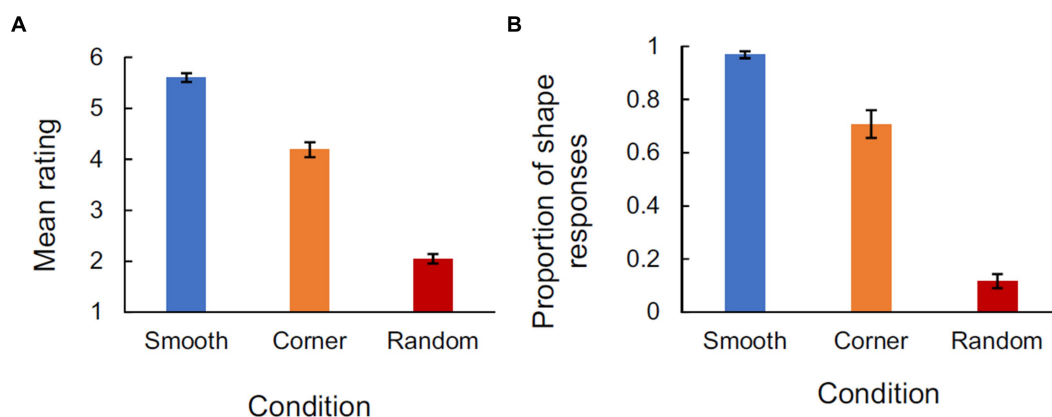 A
Mean rating
6
5
4
3
2
1
Smooth Corner Random
Condition
B
Proportion of shape
responses
1
0.8
0.6
0.4
0.2
0
Smooth Corner Random
Condition